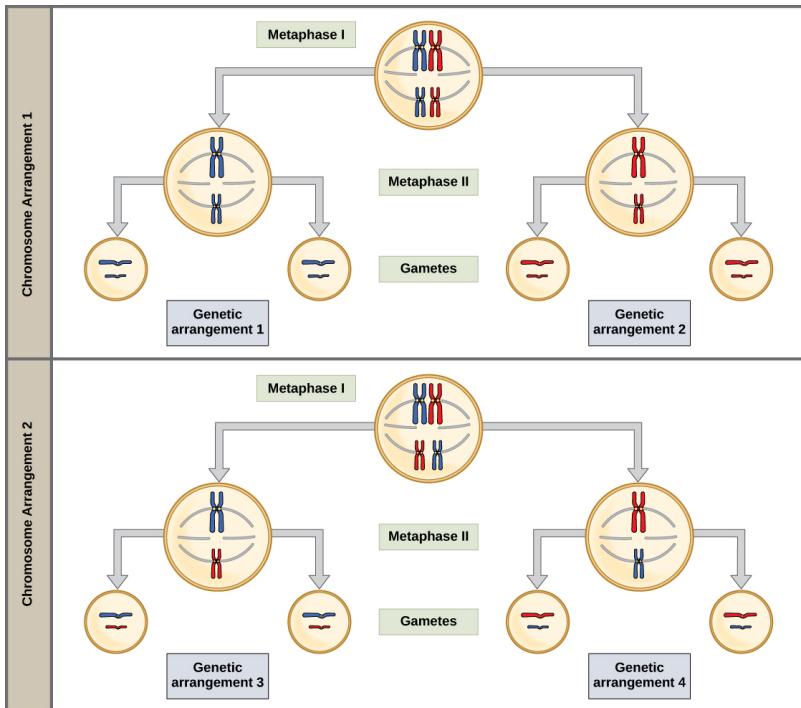 Chromosome Arrangement 1
Metaphase I
Metaphase II
Gametes
Genetic
arrangement 1
Genetic
arrangement 2
Chromosome Arrangement 2
Metaphase I
Metaphase II
Gametes
Genetic
arrangement 3
Genetic
arrangement 4